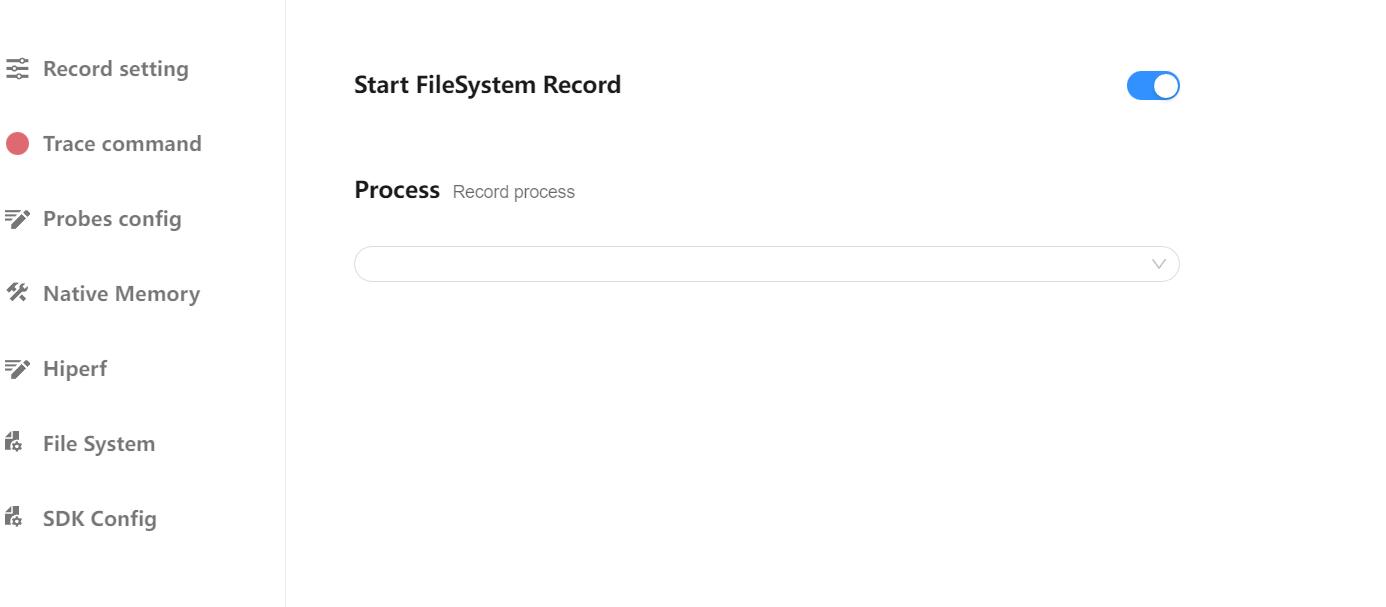 Record setting
Trace command
Probes config
Native Memory
Hiperf
File System
SDK Config
Start FileSystem Record
Process Record process